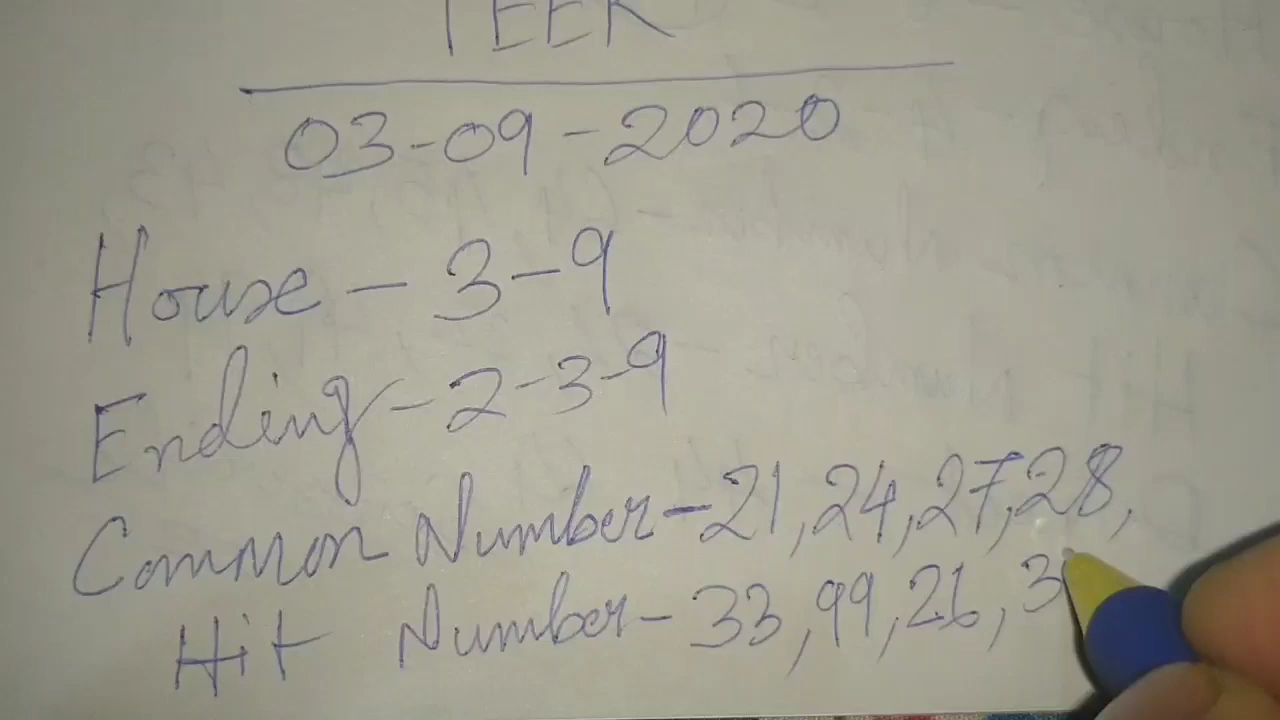 TEER
03-09-2020
House - 3-9
Ending - 2-3-9
Common Number - 21, 24, 27, 28,
Hit Number - 33, 99, 26, 3